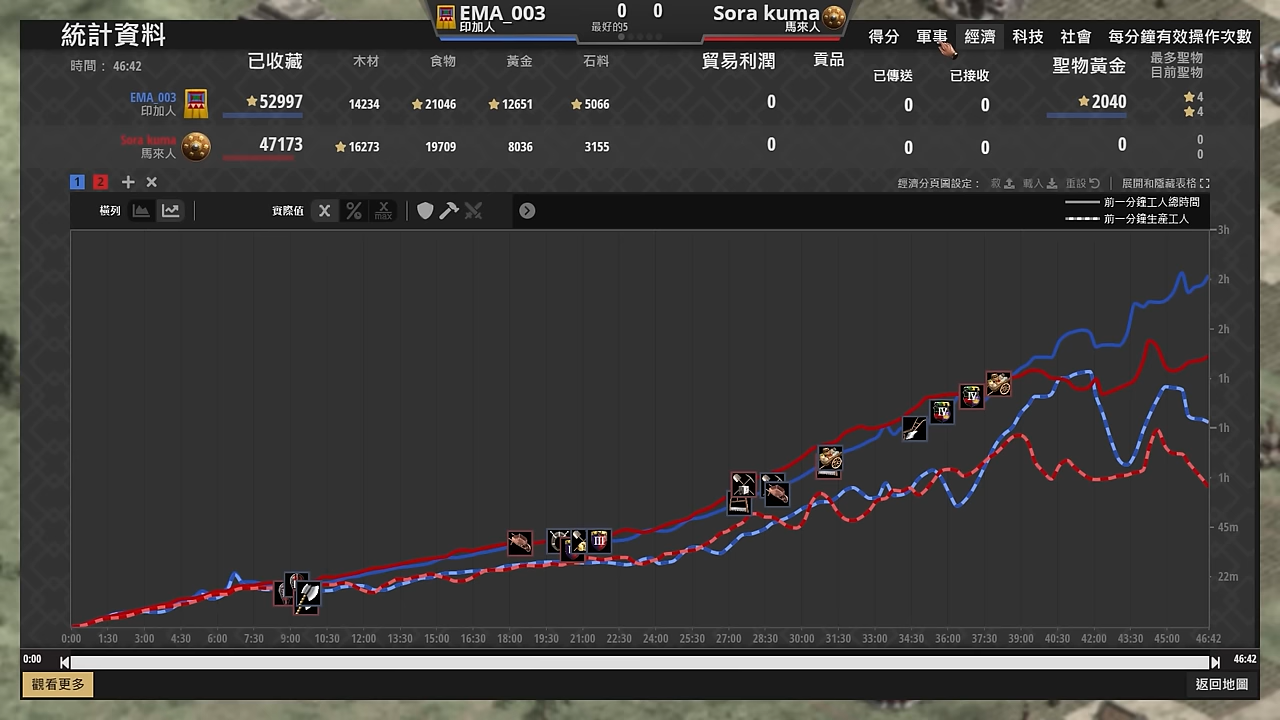 EMA_003
印加人
0 0
最好的5
Sora kuma
馬來人
統計資料
得分 軍事 經濟 科技 社會 每分鐘有效操作次數
時間： 46:42
已收藏 木材 食物 黃金 石料 貿易利潤 貢品 已傳送 已接收 聖物黃金 最多聖物
目前聖物
EMA_003
印加人
52997 14234 21046 12651 5066 0 0 0 2040 4
4
Sora kuma
馬來人
47173 16273 19709 8036 3155 0 0 0 0 0
0
1 2
經濟分頁圖設定： 載入 重設 展開和隱藏表格
橫列 實際值 X % X max
前一分鐘工人總時間
前一分鐘生產工人
3h
2h
2h
1h
1h
1h
45m
22m
IV IV
III
0:00 1:30 3:00 4:30 6:00 7:30 9:00 10:30 12:00 13:30 15:00 16:30 18:00 19:30 21:00 22:30 24:00 25:30 27:00 28:30 30:00 31:30 33:00 34:30 36:00 37:30 39:00 40:30 42:00 43:30 45:00 46:42
0:00 46:42
觀看更多 返回地圖